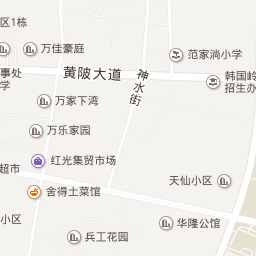 区1栋
万佳豪庭
范家淌小学
黄陂大道
神水街
事处
学
韩国岭
招生办
万家下湾
万乐家园
红光集贸市场
超市
天仙小区
舍得土菜馆
小区
华隆公馆
兵工花园